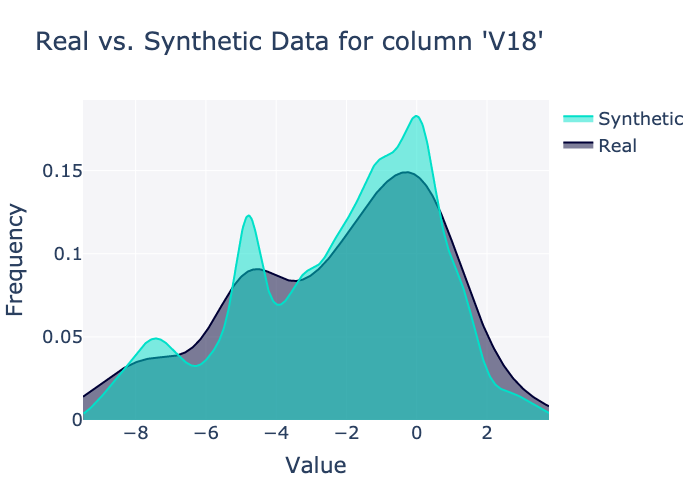 Real vs. Synthetic Data for column 'V18'
Synthetic
Real
Frequency
0.15
0.1
0.05
0
−8 −6 −4 −2 0 2
Value